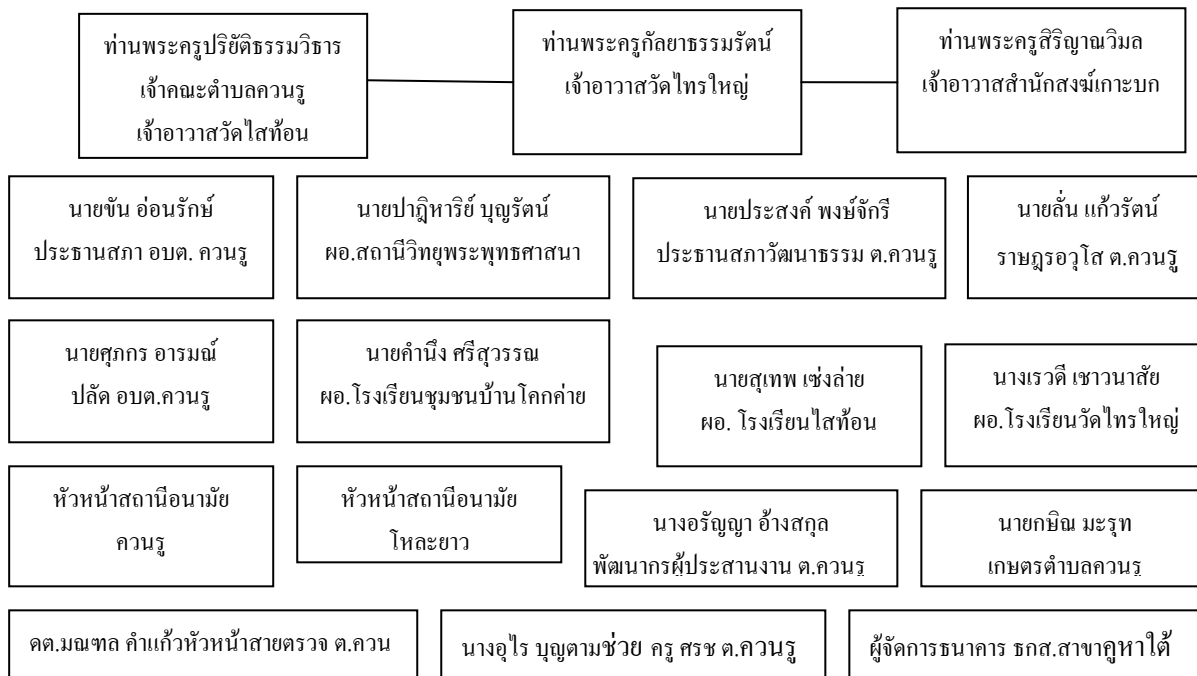 ท่านพระครูปริยัติธรรมวิธาร
เจ้าคณะตำบลควนรู
เจ้าอาวาสวัดไสท้อน
ท่านพระครูกัลยาธรรมรัตน์
เจ้าอาวาสวัดไทรใหญ่
ท่านพระครูสิริญาณวิมล
เจ้าอาวาสสำนักสงฆ์เกาะบก
นายขัน อ่อนรักษ์
ประธานสภา อบต. ควนรู
นายปาฎิหาริย์ บุญรัตน์
ผอ.สถานีวิทยุพระพุทธศาสนา
นายประสงค์ พงษ์จักรี
ประธานสภาวัฒนาธรรม ต.ควนรู
นายลั่น แก้วรัตน์
ราษฎรอวุโส ต.ควนรู
นายศุภกร อารมณ์
ปลัด อบต.ควนรู
นายคำนึง ศรีสุวรรณ
ผอ.โรงเรียนชุมชนบ้านโคกค่าย
นายสุเทพ เซ่งล่าย
ผอ. โรงเรียนไสท้อน
นางเรวดี เชาวนาสัย
ผอ.โรงเรียนวัดไทรใหญ่
หัวหน้าสถานีอนามัย
ควนรู
หัวหน้าสถานีอนามัย
โหละยาว
นางอรัญญา อ้างสกุล
พัฒนากรผู้ประสานงาน ต.ควนรู
นายกษิณ มะรุท
เกษตรตำบลควนรู
ดต.มณฑล คำแก้วหัวหน้าสายตรวจ ต.ควน
นางอุไร บุญตามช่วย ครู ศรช ต.ควนรู
ผู้จัดการธนาคาร ธกส.สาขาคูหาใต้